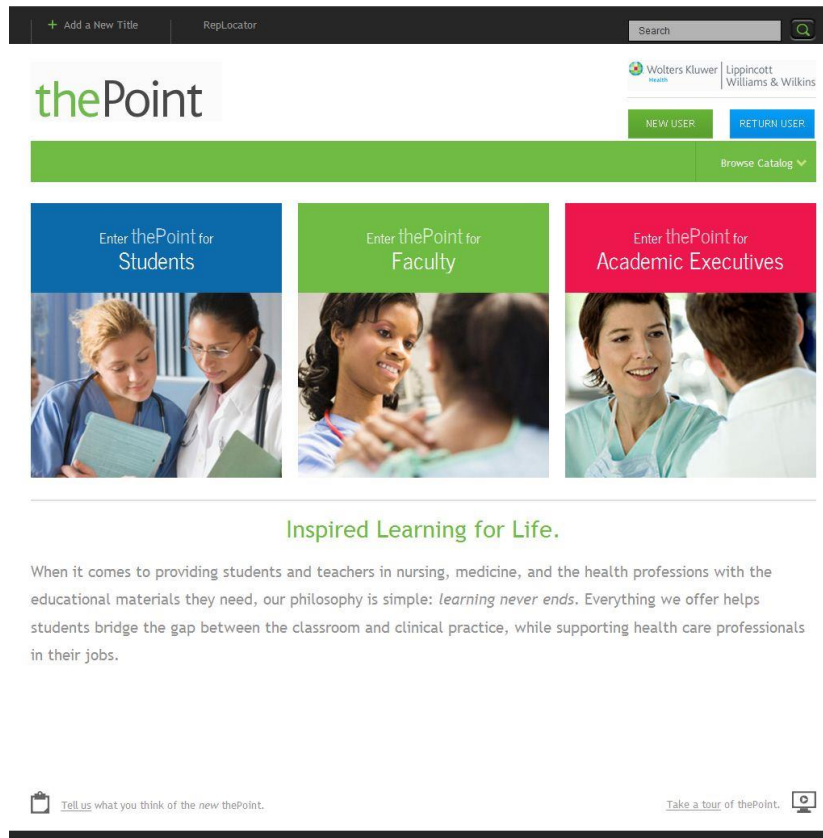 + Add a New Title
RepLocator
Search
thePoint
Wolters Kluwer
Health
Lippincott
Williams & Wilkins
NEW USER
RETURN USER
Browse Catalog
Enter thePoint for
Students
Enter thePoint for
Faculty
Enter thePoint for
Academic Executives
Inspired Learning for Life.
When it comes to providing students and teachers in nursing, medicine, and the health professions with the
educational materials they need, our philosophy is simple: learning never ends. Everything we offer helps
students bridge the gap between the classroom and clinical practice, while supporting health care professionals
in their jobs.
Tell us what you think of the new thePoint.
Take a tour of thePoint.